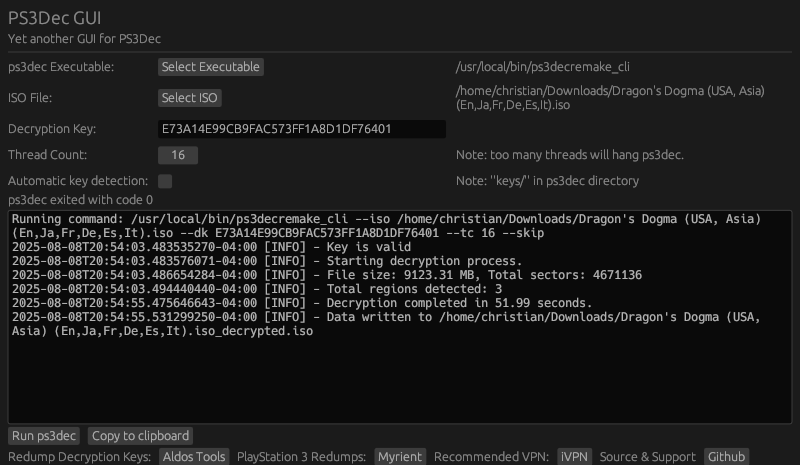 PS3Dec GUI
Yet another GUI for PS3Dec
ps3dec Executable: Select Executable /usr/local/bin/ps3decremake_cli
ISO File: Select ISO /home/christian/Downloads/Dragon's Dogma (USA, Asia)
(En,Ja,Fr,De,Es,It).iso
Decryption Key: E73A14E99CB9FAC573FF1A8D1DF76401
Thread Count: 16 Note: too many threads will hang ps3dec.
Automatic key detection: Note: "keys/" in ps3dec directory
ps3dec exited with code 0
Running command: /usr/local/bin/ps3decremake_cli --iso /home/christian/Downloads/Dragon's Dogma (USA, Asia)
(En,Ja,Fr,De,Es,It).iso --dk E73A14E99CB9FAC573FF1A8D1DF76401 --tc 16 --skip
2025-08-08T20:54:03.483535270-04:00 [INFO] - Key is valid
2025-08-08T20:54:03.483576071-04:00 [INFO] - Starting decryption process.
2025-08-08T20:54:03.486654284-04:00 [INFO] - File size: 9123.31 MB, Total sectors: 4671136
2025-08-08T20:54:03.494440440-04:00 [INFO] - Total regions detected: 3
2025-08-08T20:54:55.475646643-04:00 [INFO] - Decryption completed in 51.99 seconds.
2025-08-08T20:54:55.531299250-04:00 [INFO] - Data written to /home/christian/Downloads/Dragon's Dogma (USA,
Asia) (En,Ja,Fr,De,Es,It).iso_decrypted.iso
Run ps3dec Copy to clipboard
Redump Decryption Keys: Aldos Tools PlayStation 3 Redumps: Myrient Recommended VPN: iVPN Source & Support Github